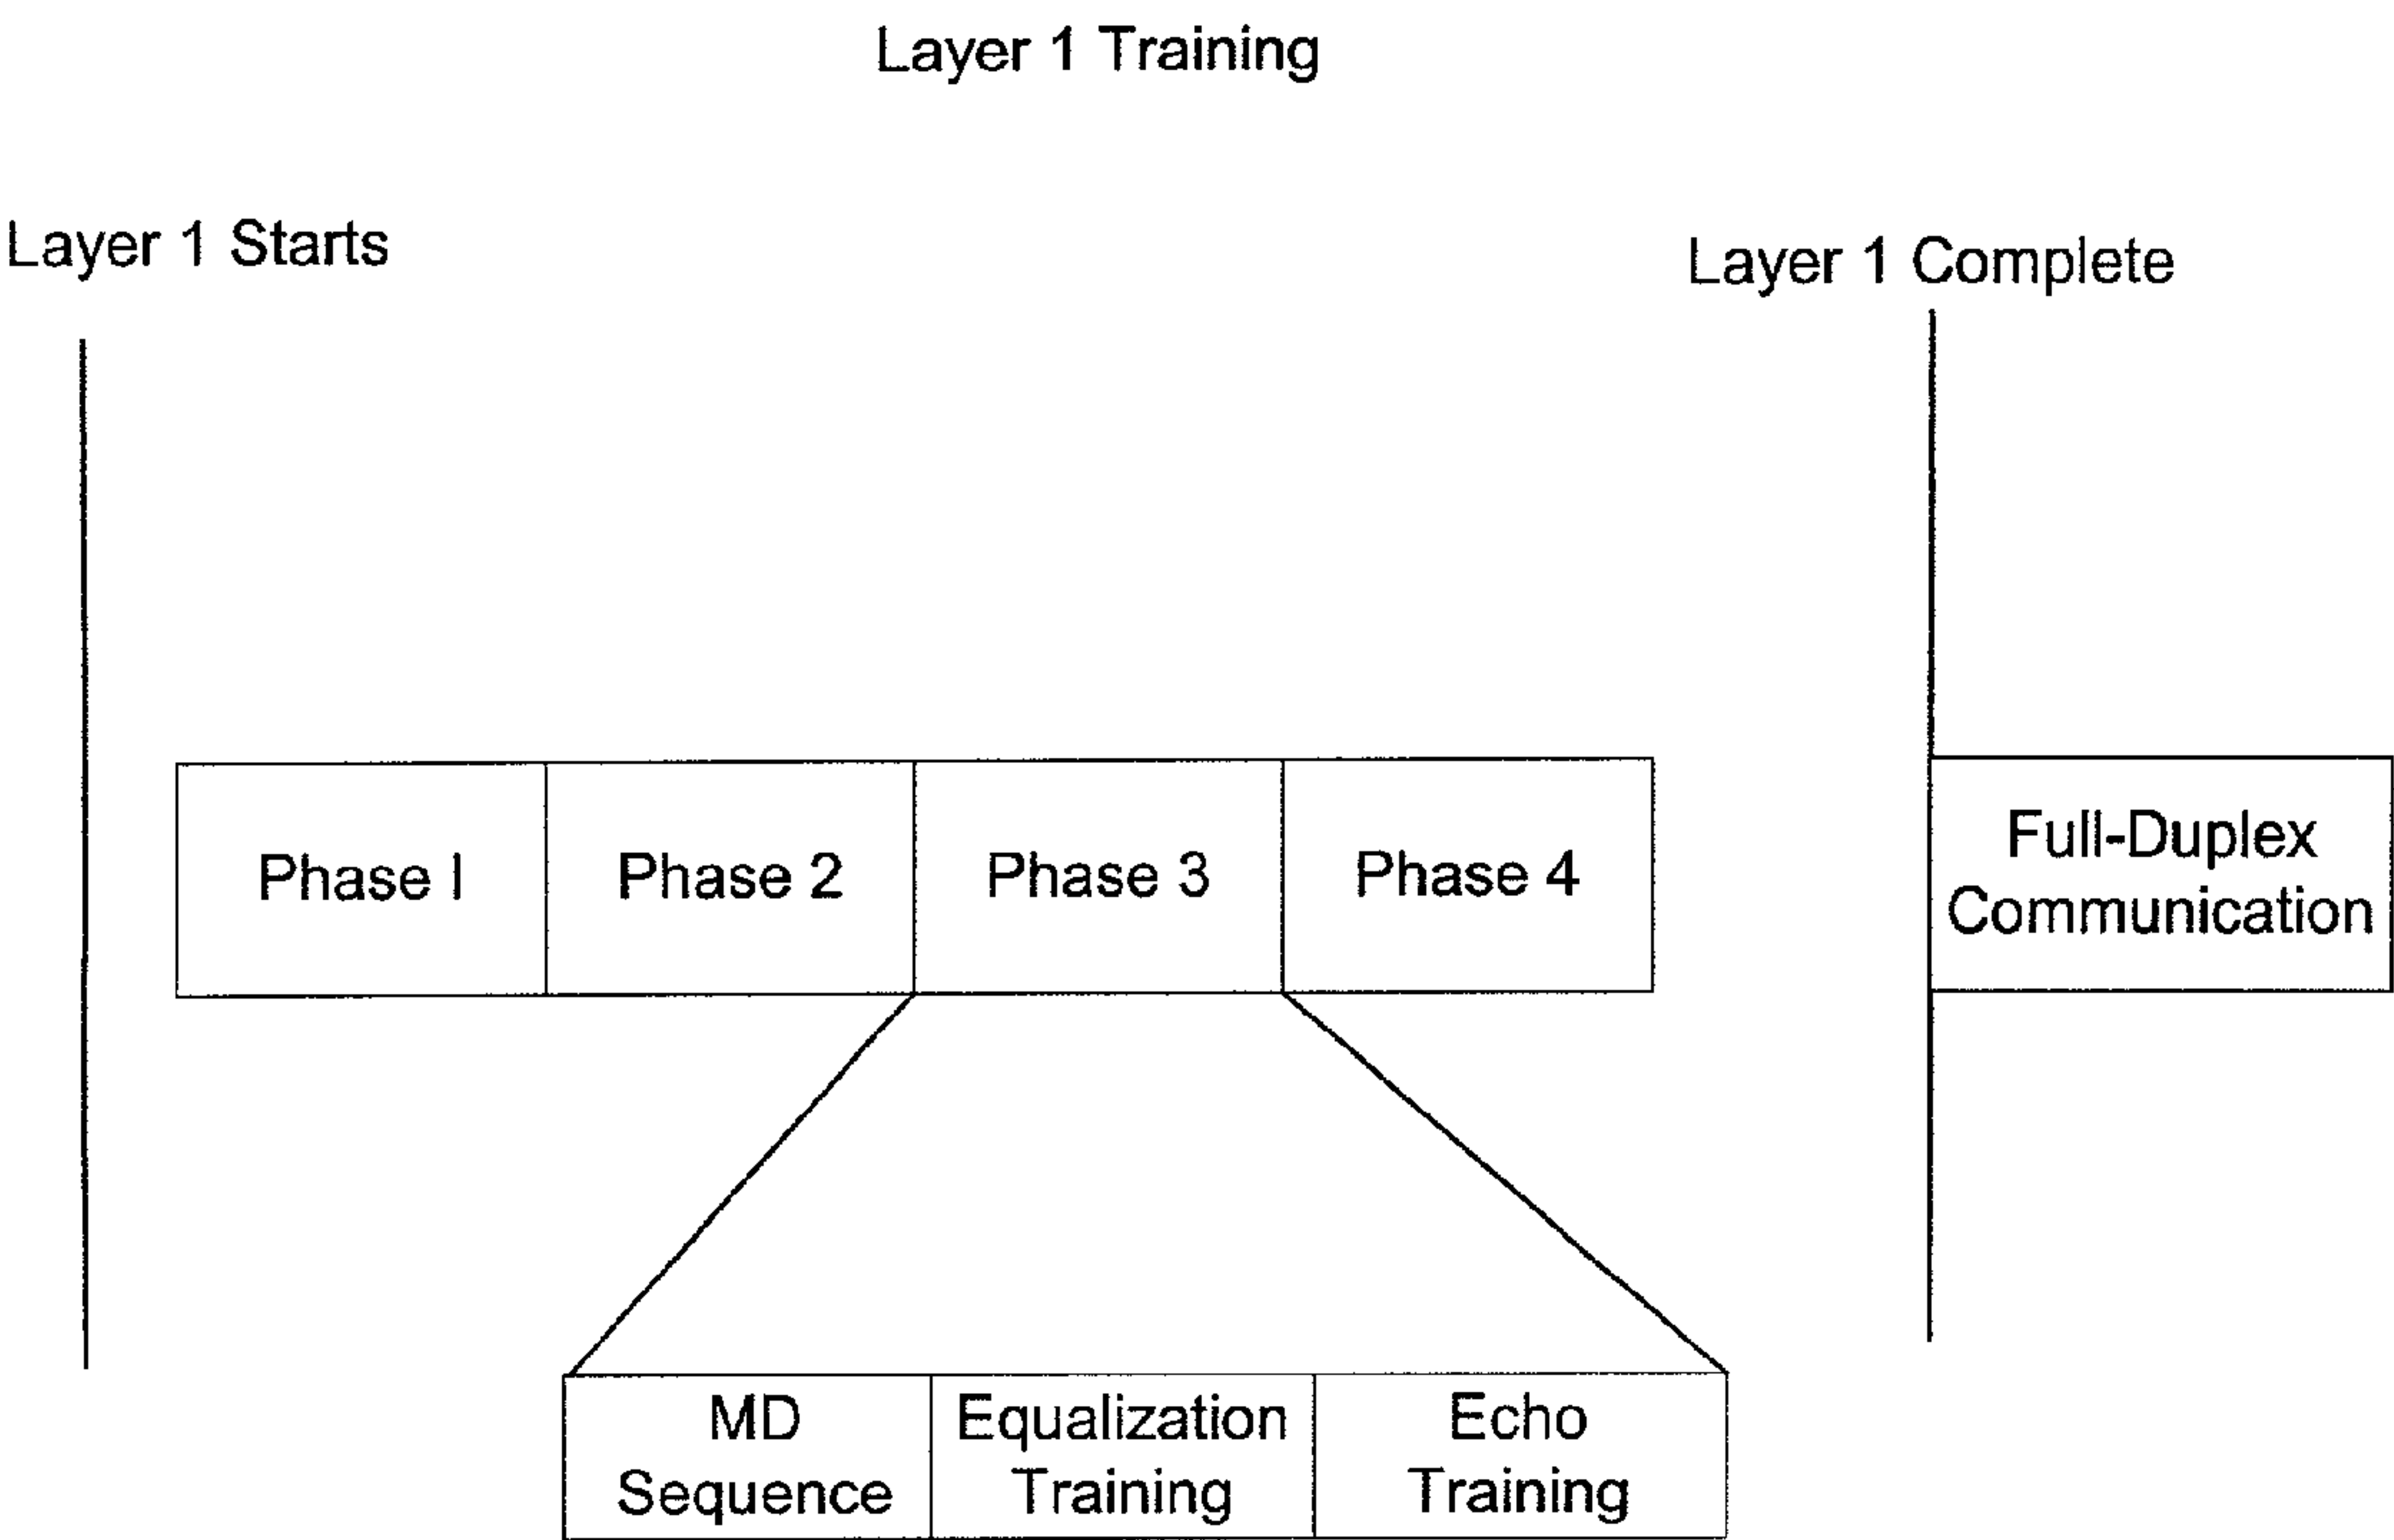 Layer 1 Training
Layer 1 Starts
Layer 1 Complete
Phase I
Phase 2
Phase 3
Phase 4
Full-Duplex
Communication
MD
Sequence
Equalization
Training
Echo
Training